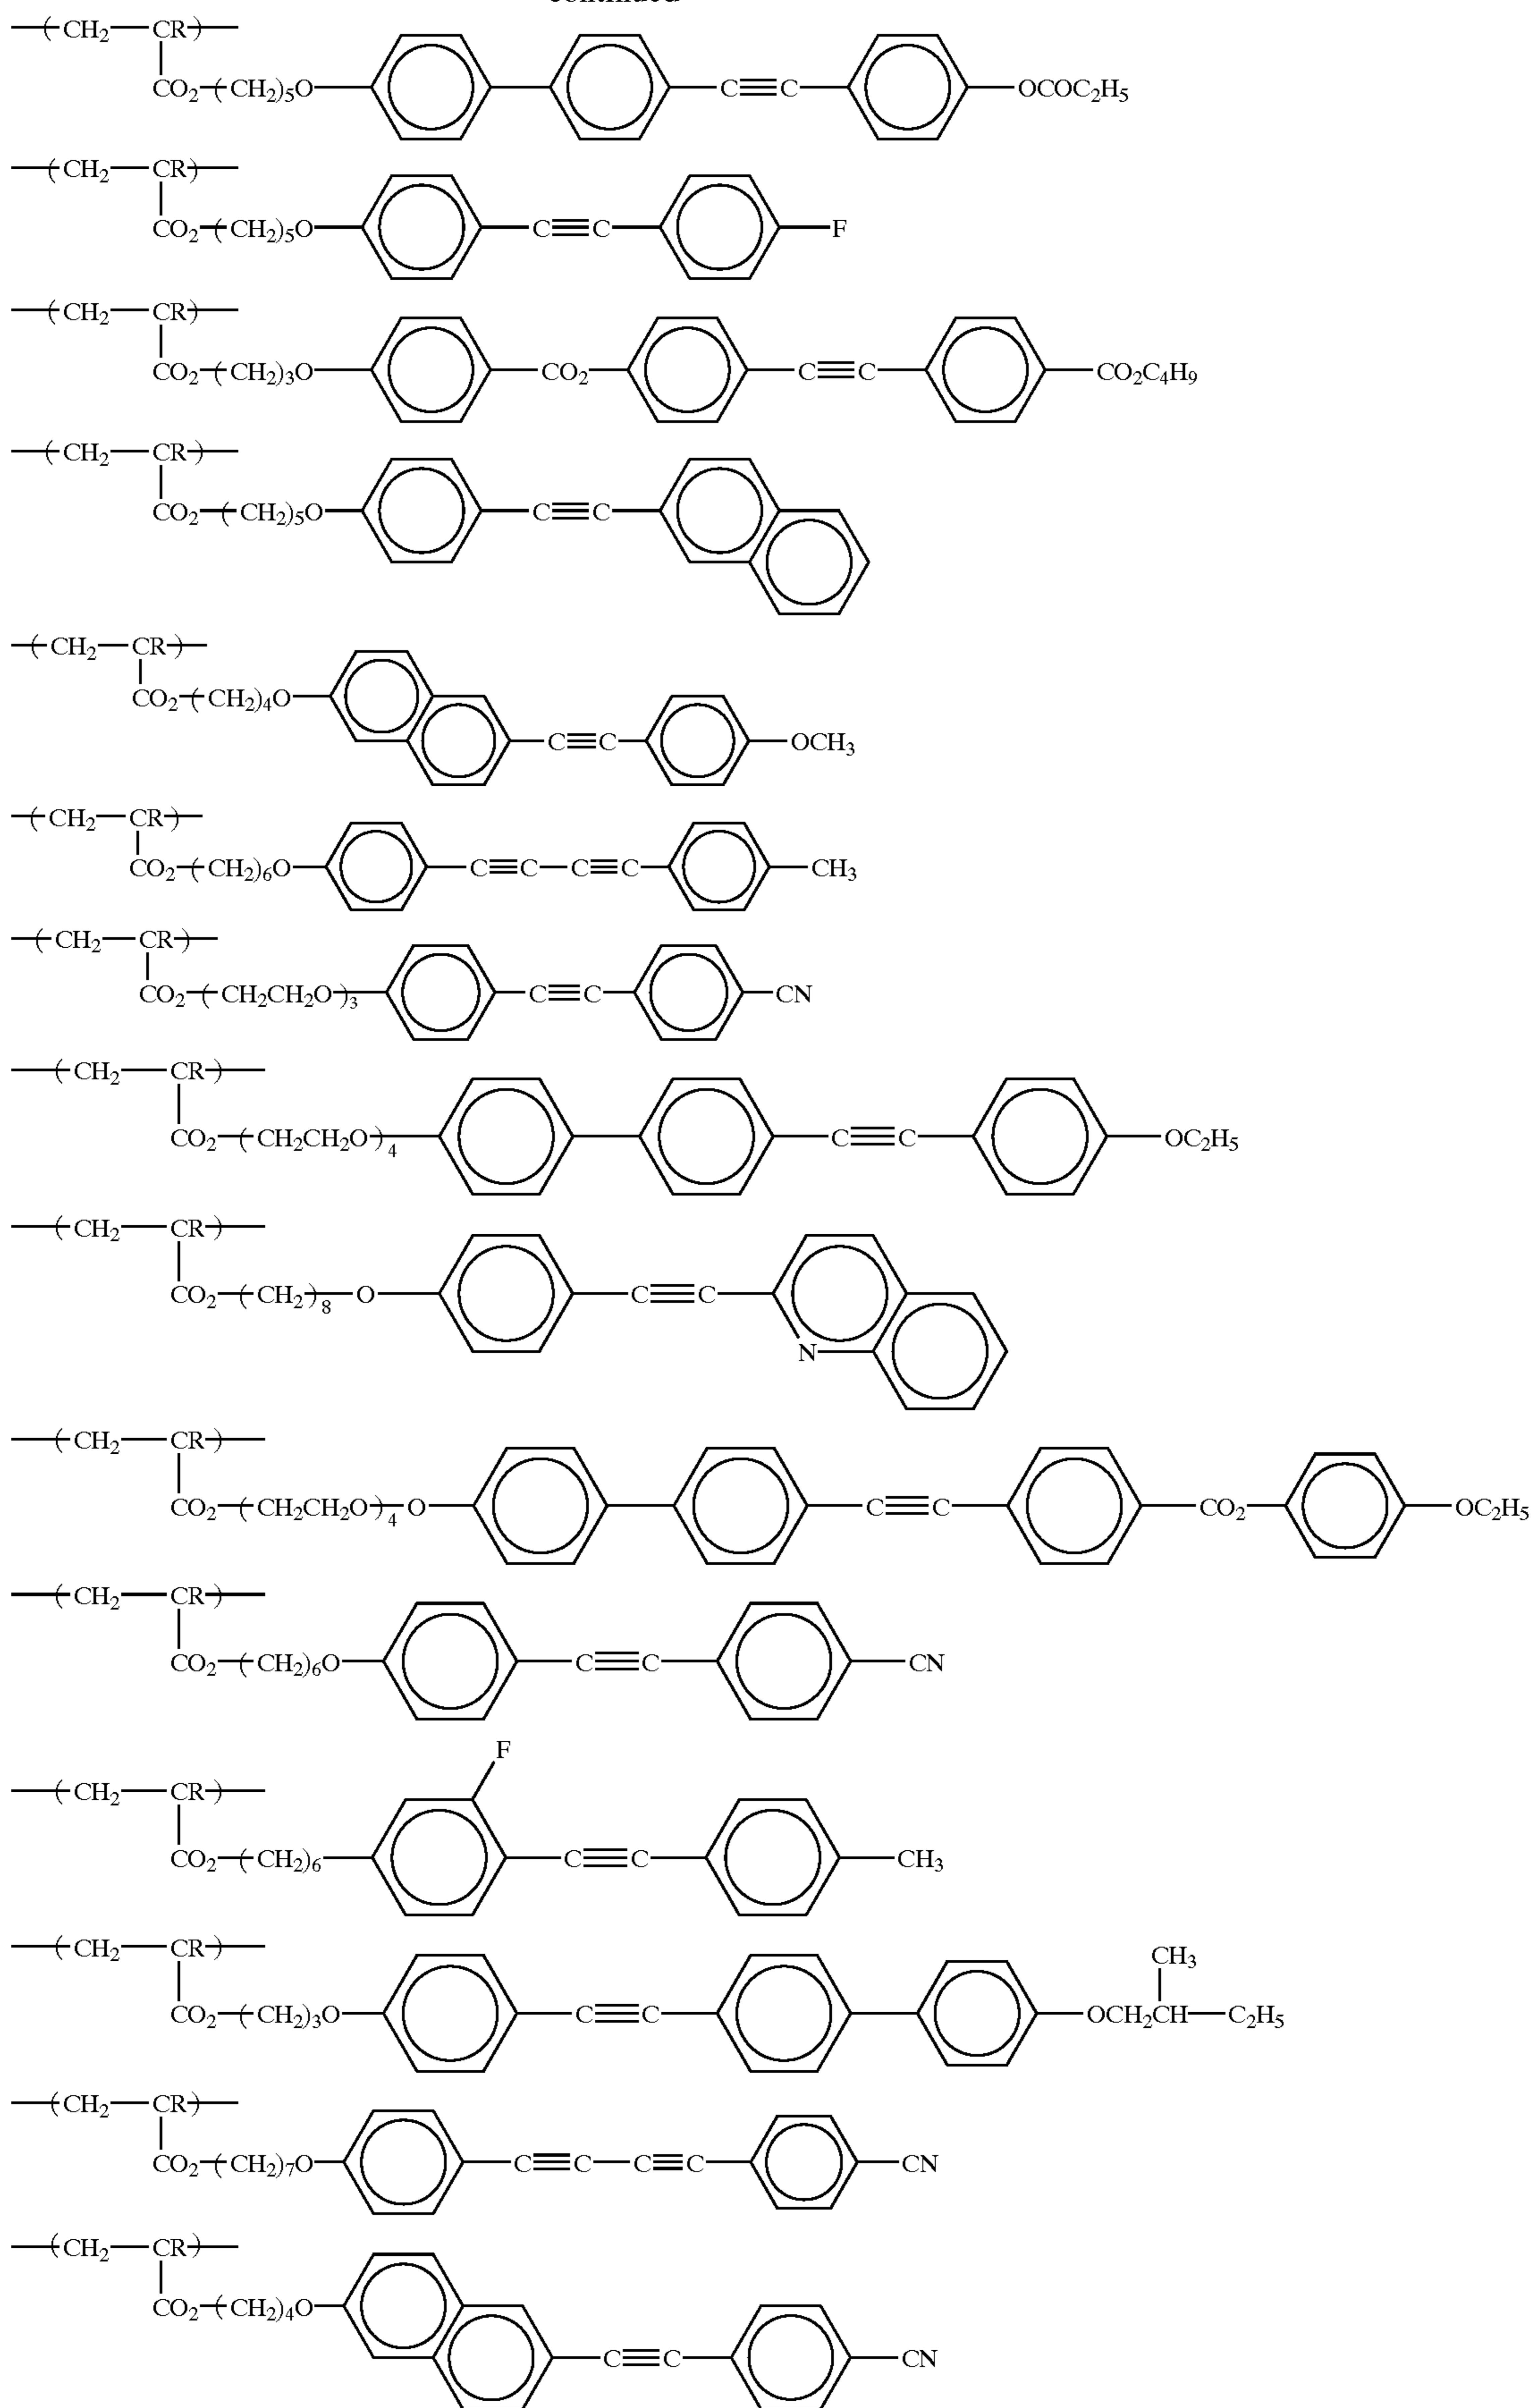 continued
—(CH2—CR)—
CO2—(CH2)5O— —C≡C— —OCOC2H5
—(CH2—CR)—
CO2—(CH2)5O— —C≡C— —F
—(CH2—CR)—
CO2—(CH2)3O— —CO2— —C≡C— —CO2C4H9
—(CH2—CR)—
CO2—(CH2)5O— —C≡C—
—(CH2—CR)—
CO2—(CH2)4O—
—C≡C— —OCH3
—(CH2—CR)—
CO2—(CH2)6O— —C≡C—C≡C— —CH3
—(CH2—CR)—
CO2—(CH2CH2O)3— —C≡C— —CN
—(CH2—CR)—
CO2—(CH2CH2O)4— —C≡C— —OC2H5
—(CH2—CR)—
CO2—(CH2)8—O— —C≡C—
N
—(CH2—CR)—
CO2—(CH2CH2O)4—O— —C≡C— —CO2— —OC2H5
—(CH2—CR)—
CO2—(CH2)6O— —C≡C— —CN
F
—(CH2—CR)—
CO2—(CH2)6— —C≡C— —CH3
—(CH2—CR)—
CH3
CO2—(CH2)3O— —C≡C— —OCH2CH—C2H5
—(CH2—CR)—
CO2—(CH2)7O— —C≡C—C≡C— —CN
—(CH2—CR)—
CO2—(CH2)4O—
—C≡C— —CN